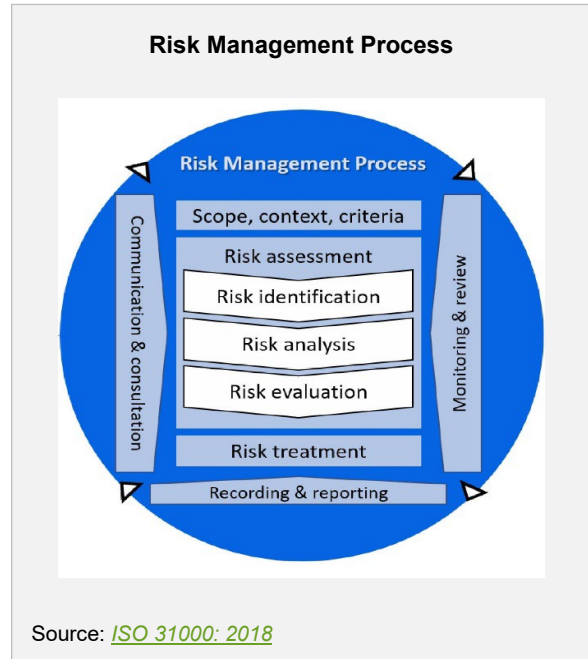 Risk Management Process
Risk Management Process
Scope, context, criteria
Communication & consultation
Risk assessment
Risk identification
Risk analysis
Risk evaluation
Monitoring & review
Risk treatment
Recording & reporting
Source: ISO 31000: 2018